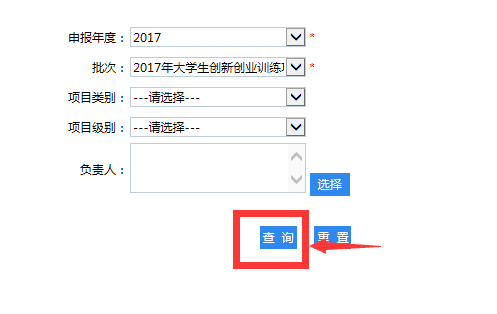 申报年度： 2017 *
批次： 2017年大学生创新创业训练 *
项目类别： ---请选择---
项目级别： ---请选择---
负责人： 选择
查 询 重 置